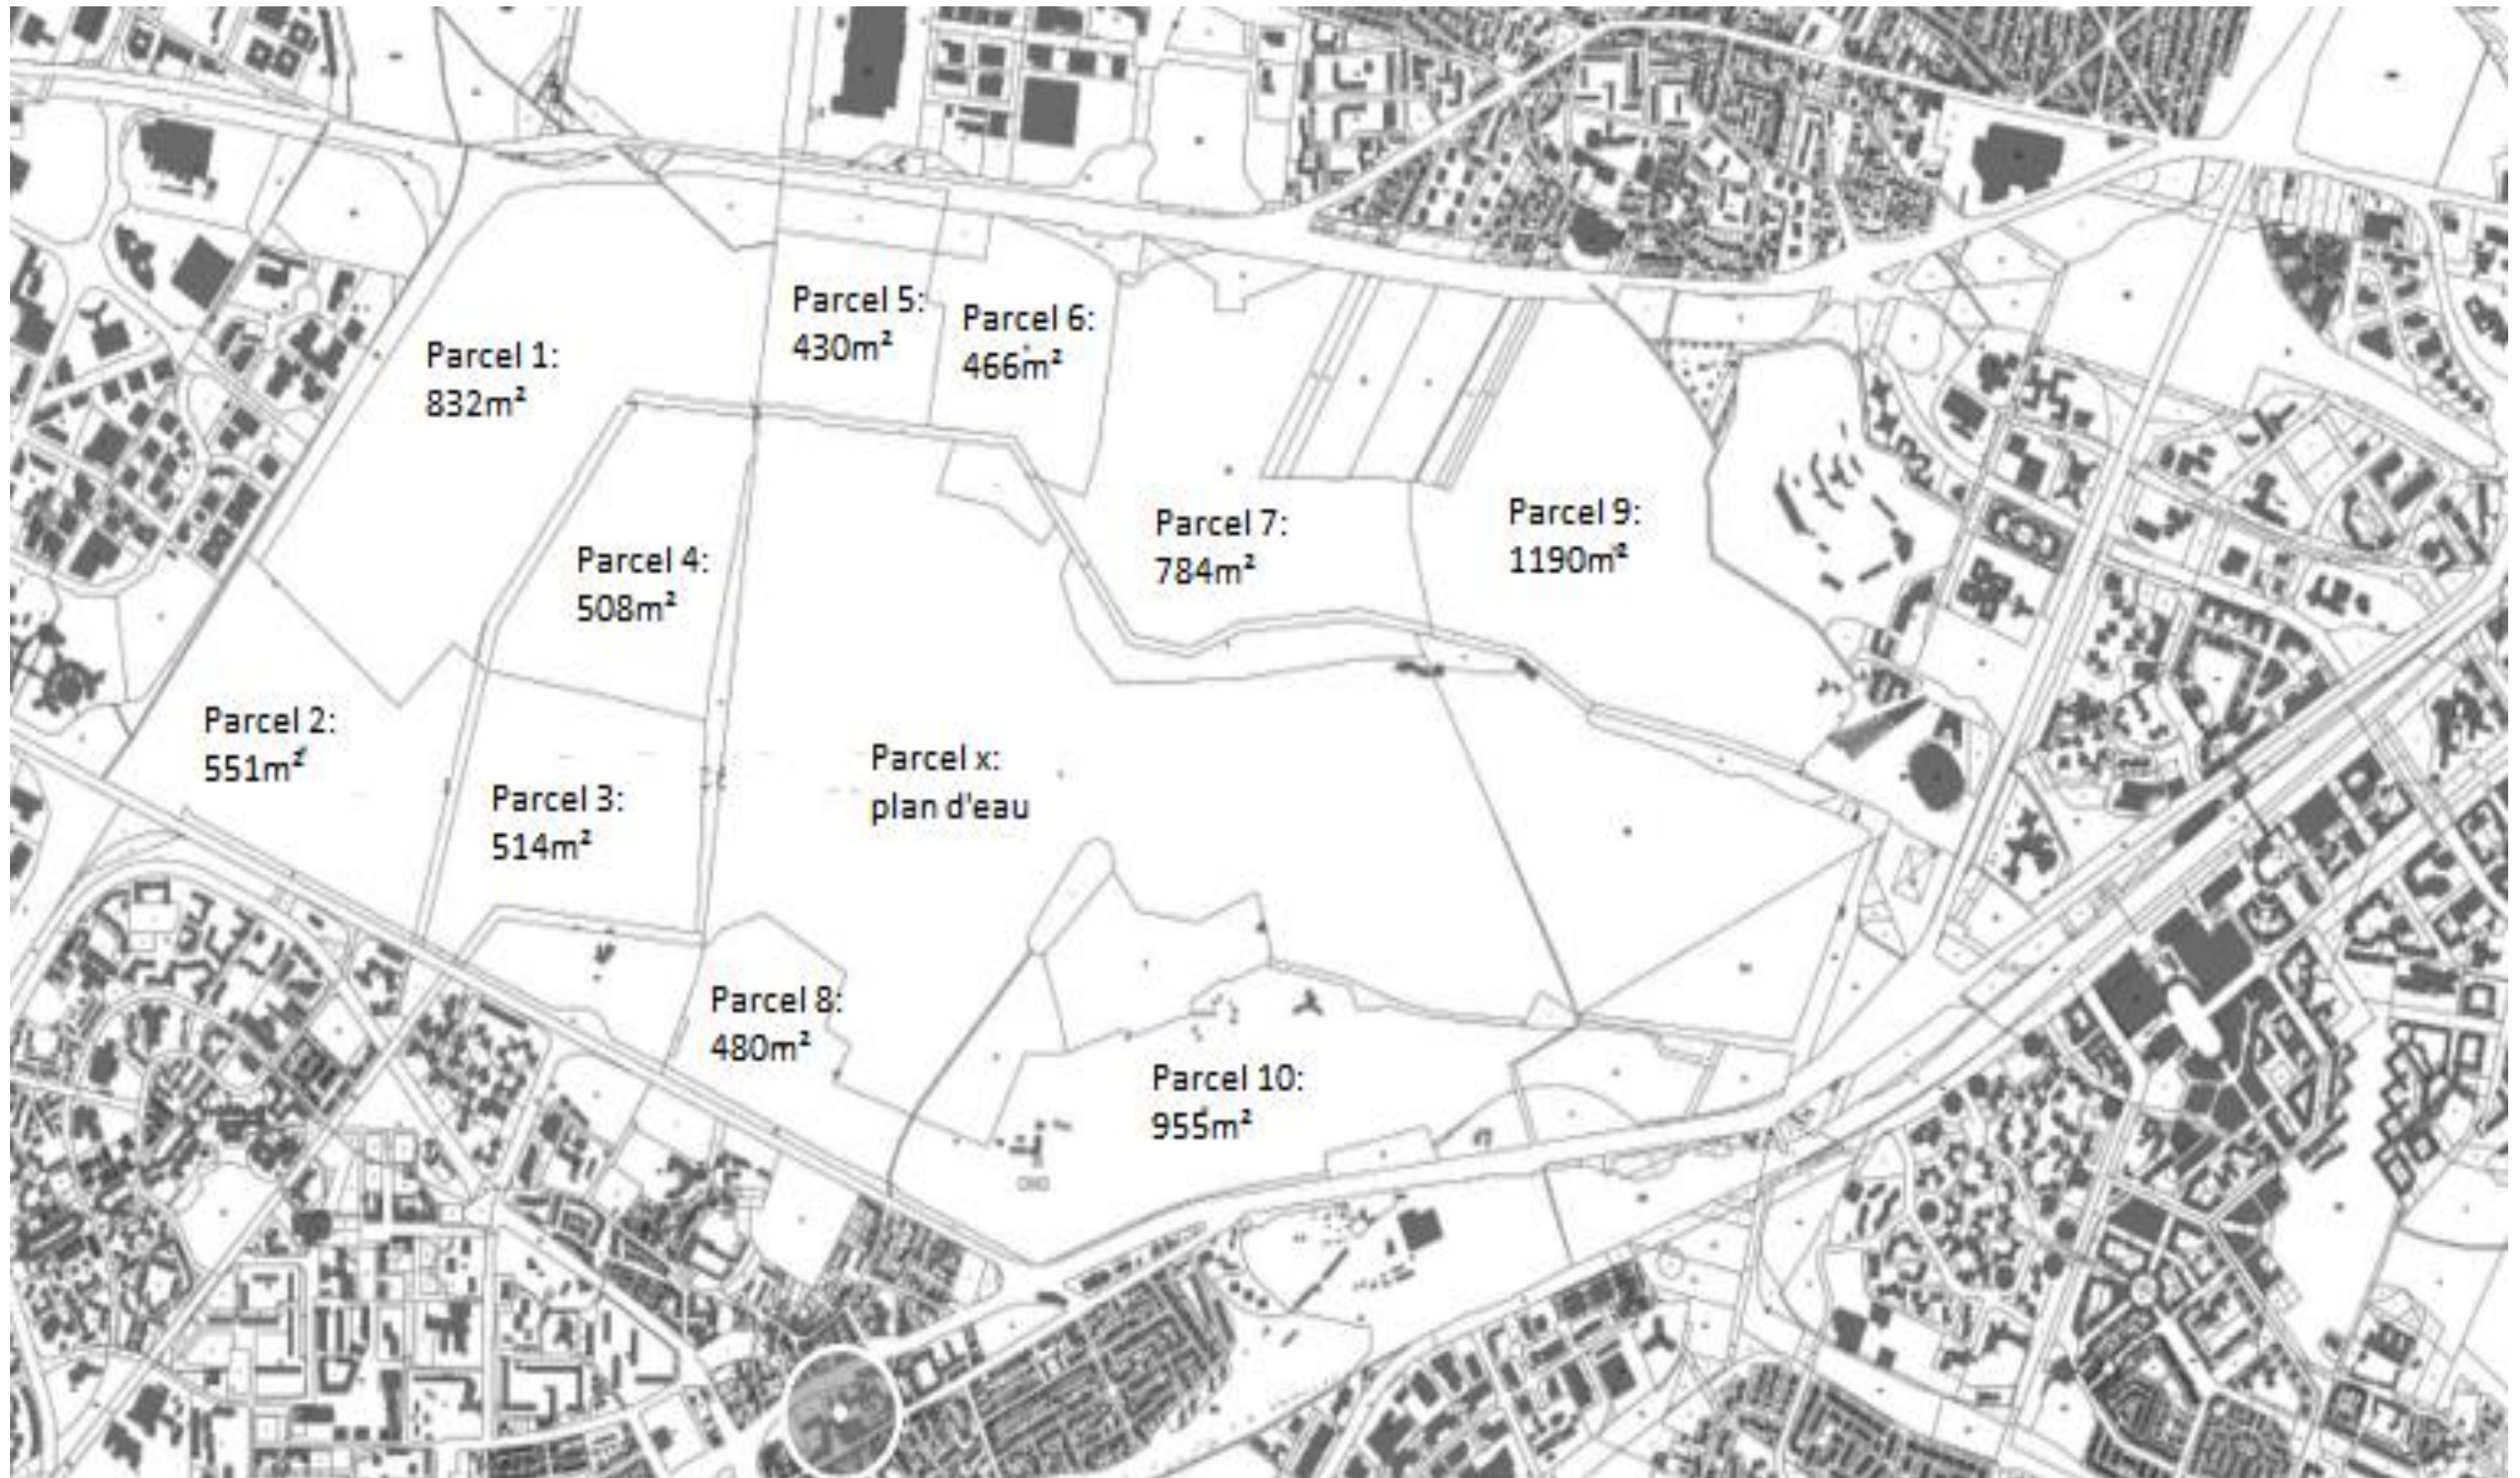 Parcel 1:
832m²
Parcel 2:
551m²
Parcel 3:
514m²
Parcel 4:
508m²
Parcel 5:
430m²
Parcel 6:
466m²
Parcel 7:
784m²
Parcel 8:
480m²
Parcel 9:
1190m²
Parcel 10:
955m²
Parcel x:
plan d'eau